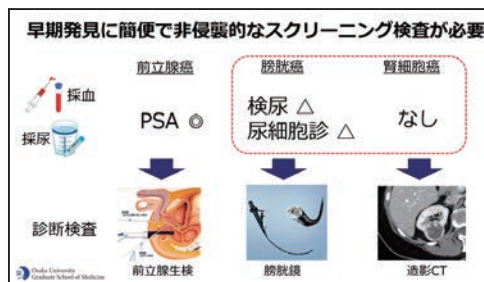 早期発見に簡便で非侵襲的なスクリーニング検査が必要
前立腺癌
膀胱癌
腎細胞癌
採血
採尿
PSA ◎
検尿 △
尿細胞診 △
なし
診断検査
前立腺生検
膀胱鏡
造影CT
Osaka University
Graduate School of Medicine